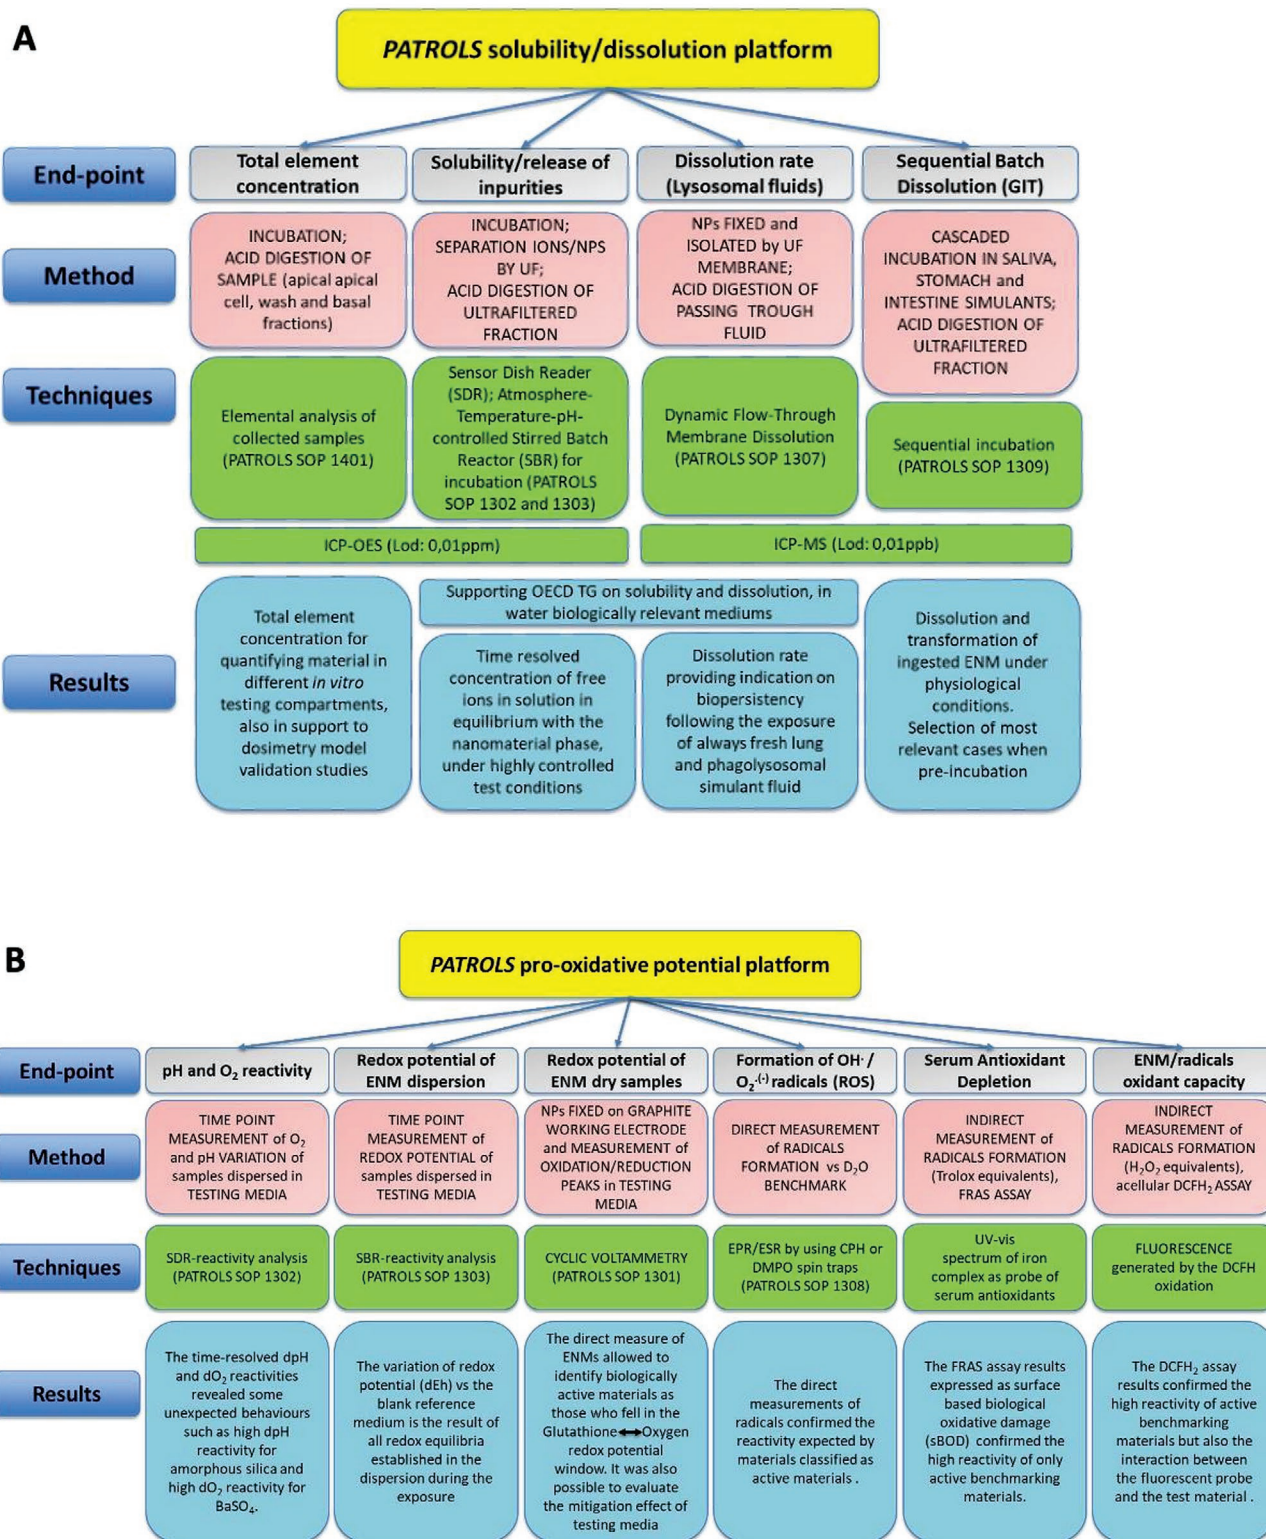 A
PATROLS solubility/dissolution platform
End-point
Total element
concentration
Solubility/release of
inpurities
Dissolution rate
(Lysosomal fluids)
Sequential Batch
Dissolution (GIT)
Method
INCUBATION;
ACID DIGESTION OF
SAMPLE (apical apical
cell, wash and basal
fractions)
INCUBATION;
SEPARATION IONS/NPS
BY UF;
ACID DIGESTION OF
ULTRAFILTERED
FRACTION
NPs FIXED and
ISOLATED by UF
MEMBRANE;
ACID DIGESTION OF
PASSING TROUGH
FLUID
CASCADED
INCUBATION IN SALIVA,
STOMACH and
INTESTINE SIMULANTS;
ACID DIGESTION OF
ULTRAFILTERED
FRACTION
Techniques
Elemental analysis of
collected samples
(PATROLS SOP 1401)
Sensor Dish Reader
(SDR); Atmosphere-
Temperature-pH-
controlled Stirred Batch
Reactor (SBR) for
incubation (PATROLS
SOP 1302 and 1303)
Dynamic Flow-Through
Membrane Dissolution
(PATROLS SOP 1307)
Sequential incubation
(PATROLS SOP 1309)
ICP-OES (Lod: 0,01ppm)
ICP-MS (Lod: 0,01ppb)
Results
Total element
concentration for
quantifying material in
different in vitro
testing compartments,
also in support to
dosimetry model
validation studies
Supporting OECD TG on solubility and dissolution, in
water biologically relevant mediums
Time resolved
concentration of free
ions in solution in
equilibrium with the
nanomaterial phase,
under highly controlled
test conditions
Dissolution rate
providing indication on
biopersistency
following the exposure
of always fresh lung
and phagolysosomal
simulant fluid
Dissolution and
transformation of
ingested ENM under
physiological
conditions.
Selection of most
relevant cases when
pre-incubation
B
PATROLS pro-oxidative potential platform
End-point
pH and O₂ reactivity
Redox potential of
ENM dispersion
Redox potential of
ENM dry samples
Formation of OH·/
O₂·⁽·⁾ radicals (ROS)
Serum Antioxidant
Depletion
ENM/radicals
oxidant capacity
Method
TIME POINT
MEASUREMENT of O₂
and pH VARIATION of
samples dispersed in
TESTING MEDIA
TIME POINT
MEASUREMENT of
REDOX POTENTIAL of
samples dispersed in
TESTING MEDIA
NPs FIXED on GRAPHITE
WORKING ELECTRODE
and MEASUREMENT of
OXIDATION/REDUCTION
PEAKS in TESTING
MEDIA
DIRECT MEASUREMENT
of RADICALS
FORMATION vs D₂O
BENCHMARK
INDIRECT
MEASUREMENT of
RADICALS FORMATION
(Trolox equivalents),
FRAS ASSAY
INDIRECT
MEASUREMENT of
RADICALS FORMATION
(H₂O₂ equivalents),
acellular DCFH₂ ASSAY
Techniques
SDR-reactivity analysis
(PATROLS SOP 1302)
SBR-reactivity analysis
(PATROLS SOP 1303)
CYCLIC VOLTAMMETRY
(PATROLS SOP 1301)
EPR/ESR by using CPH or
DMPO spin traps
(PATROLS SOP 1308)
UV-vis
spectrum of iron
complex as probe of
serum antioxidants
FLUORESCENCE
generated by the DCFH
oxidation
Results
The time-resolved dpH
and dO₂ reactivities
revealed some
unexpected behaviours
such as high dpH
reactivity for
amorphous silica and
high dO₂ reactivity for
BaSO₄.
The variation of redox
potential (dEh) vs the
blank reference
medium is the result of
all redox equilibria
established in the
dispersion during the
exposure
The direct measure of
ENMs allowed to
identify biologically
active materials as
those who fell in the
Glutathione↔Oxygen
redox potential
window. It was also
possible to evaluate
the mitigation effect of
testing media
The direct
measurements of
radicals confirmed the
reactivity expected by
materials classified as
active materials .
The FRAS assay results
expressed as surface
based biological
oxidative damage
(sBOD) confirmed the
high reactivity of only
active benchmarking
materials.
The DCFH₂ assay
results confirmed the
high reactivity of active
benchmarking
materials but also the
interaction between
the fluorescent probe
and the test material .